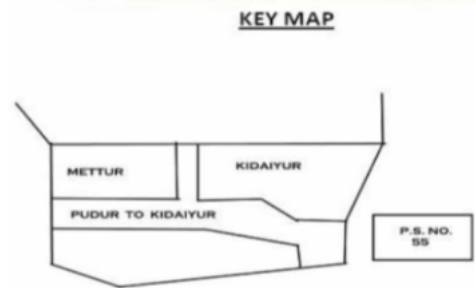 KEY MAP
METTUR
KIDAIYUR
PUDUR TO KIDAIYUR
P.S. NO.
55